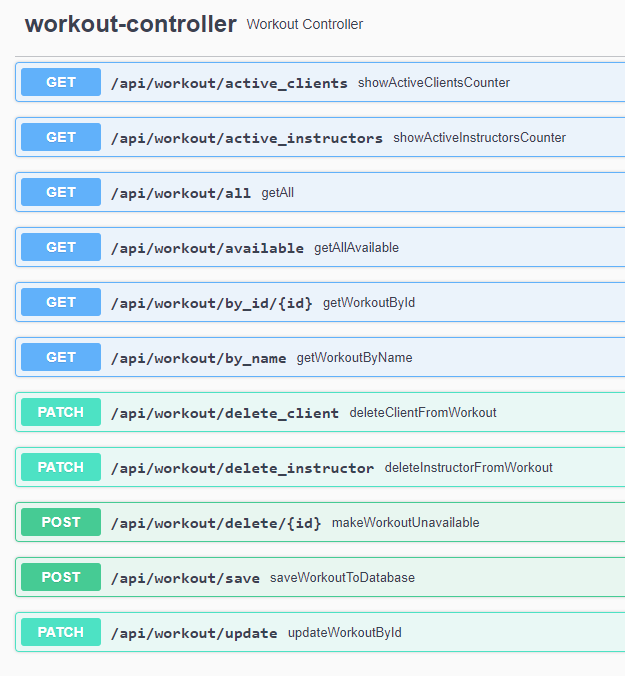 workout-controller Workout Controller
GET /api/workout/active_clients showActiveClientsCounter
GET /api/workout/active_instructors showActiveInstructorsCounter
GET /api/workout/all getAll
GET /api/workout/available getAllAvailable
GET /api/workout/by_id/{id} getWorkoutById
GET /api/workout/by_name getWorkoutByName
PATCH /api/workout/delete_client deleteClientFromWorkout
PATCH /api/workout/delete_instructor deleteInstructorFromWorkout
POST /api/workout/delete/{id} makeWorkoutUnavailable
POST /api/workout/save saveWorkoutToDatabase
PATCH /api/workout/update updateWorkoutById